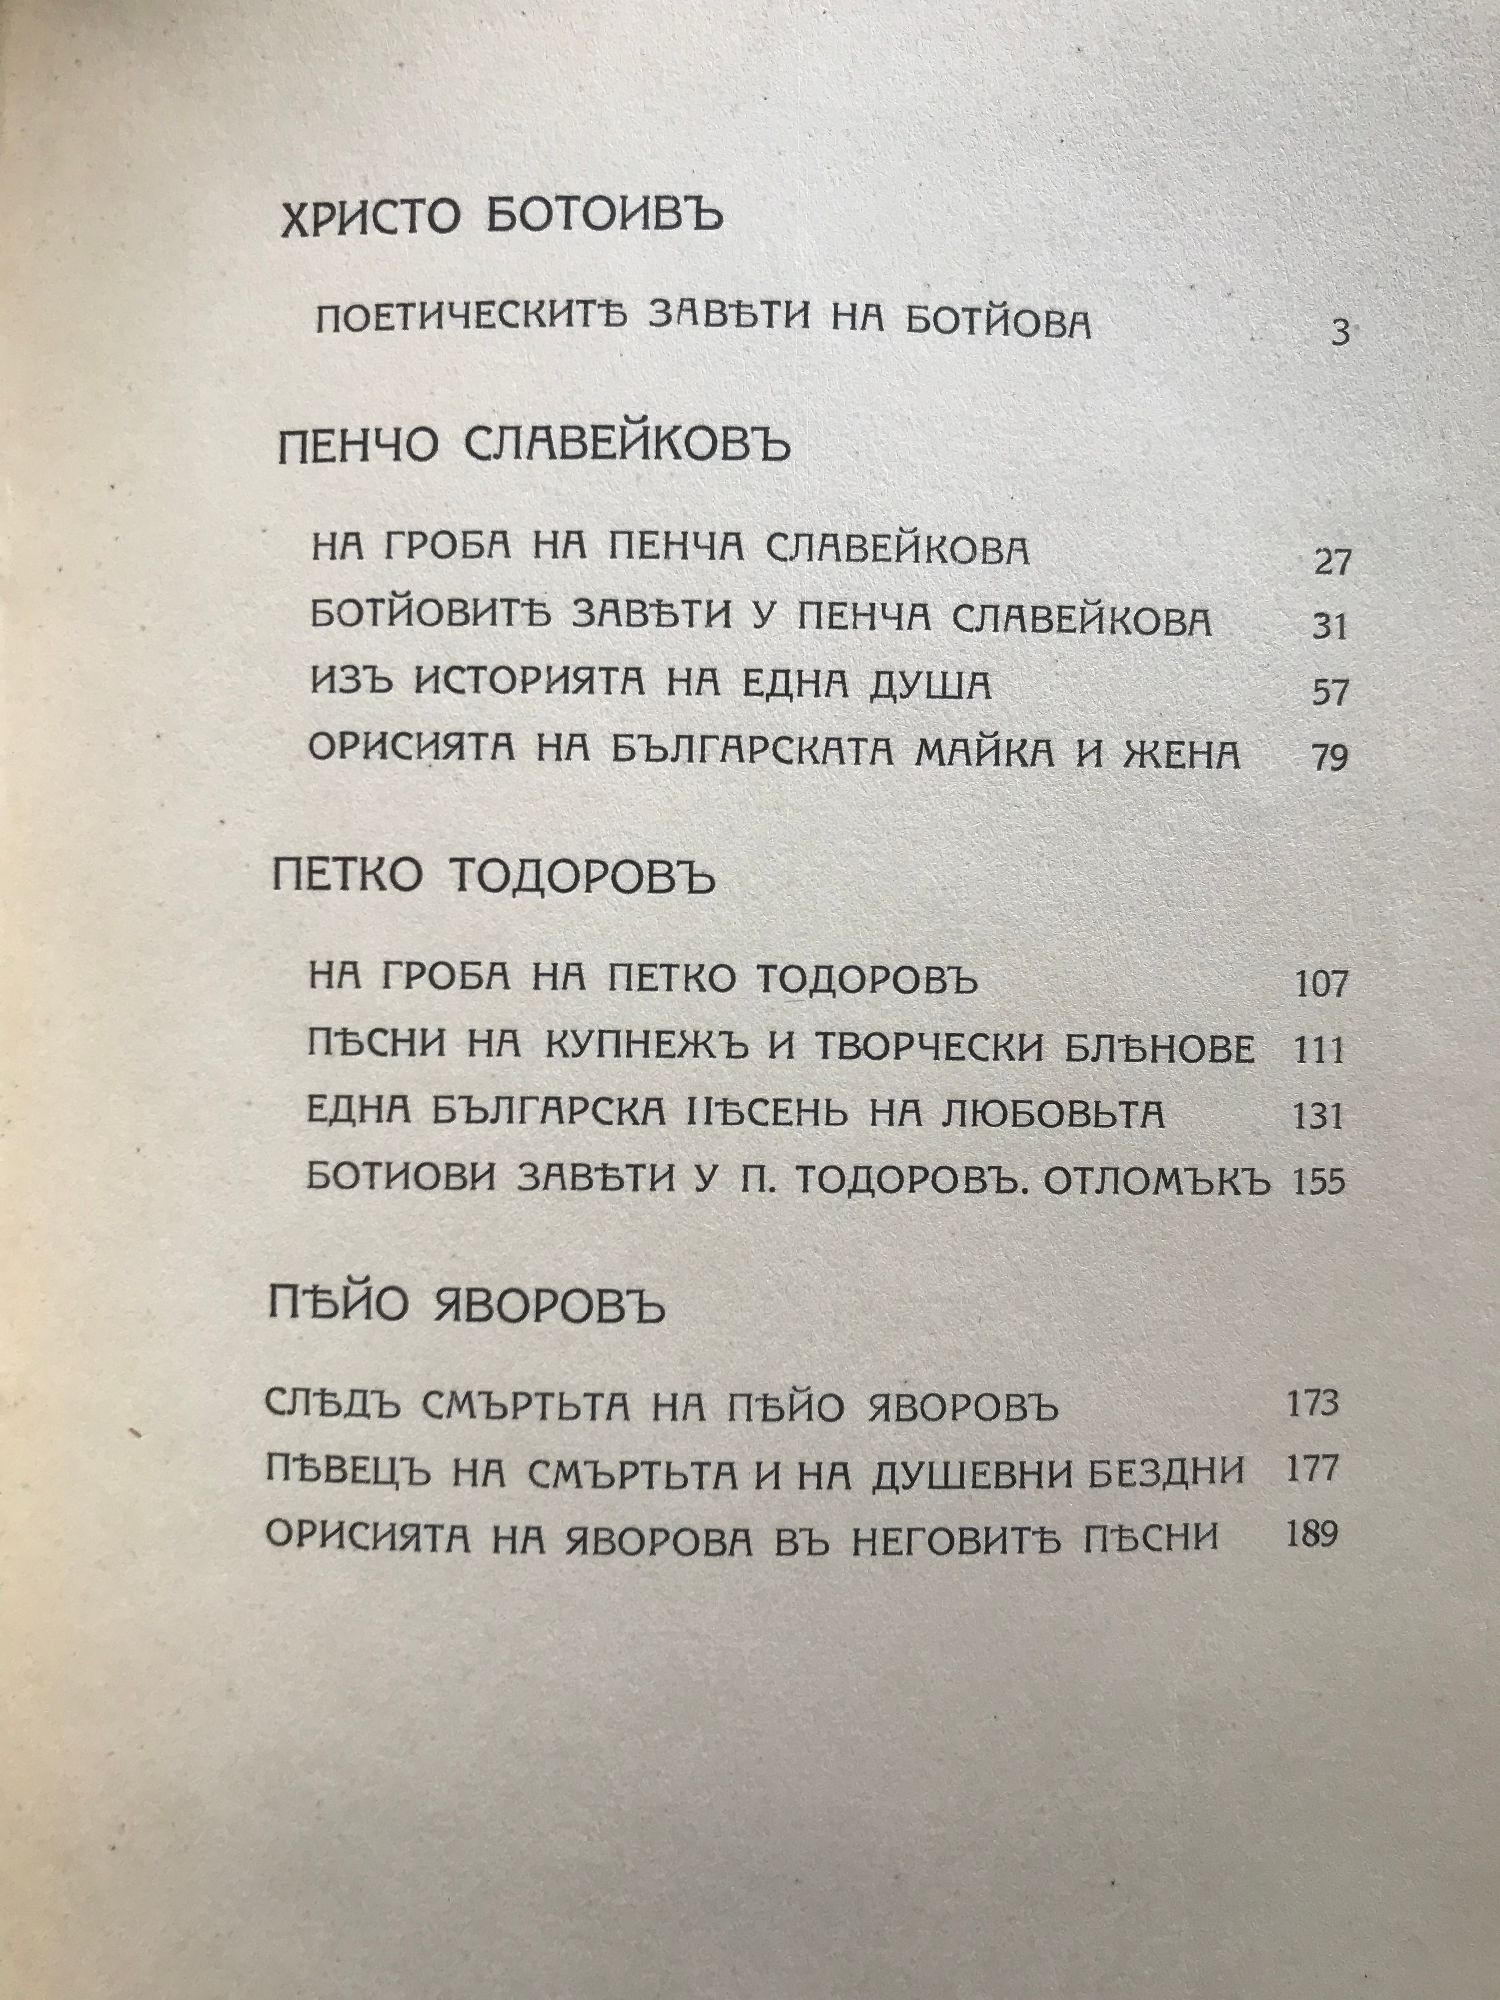 ХРИСТО БОТОИВЪ
ПОЕТИЧЕСКИТѢ ЗАВѢТИ НА БОТЙОВА 3
ПЕНЧО СЛАВЕЙКОВЪ
НА ГРОБА НА ПЕНЧА СЛАВЕЙКОВА 27
БОТЙОВИТѢ ЗАВѢТИ У ПЕНЧА СЛАВЕЙКОВА 31
ИЗЪ ИСТОРИЯТА НА ЕДНА ДУША 57
ОРИСИЯТА НА БЪЛГАРСКАТА МАЙКА И ЖЕНА 79
ПЕТКО ТОДОРОВЪ
НА ГРОБА НА ПЕТКО ТОДОРОВЪ 107
ПѢСНИ НА КУПНЕЖЪ И ТВОРЧЕСКИ БЛѢНОВЕ 111
ЕДНА БЪЛГАРСКА ПѢСЕНЬ НА ЛЮБОВЬТА 131
БОТИОВИ ЗАВѢТИ У П. ТОДОРОВЪ. ОТЛОМЪКЪ 155
ПѢЙО ЯВОРОВЪ
СЛѢДЪ СМЪРТЬТА НА ПѢЙО ЯВОРОВЪ 173
ПѢВЕЦЪ НА СМЪРТЬТА И НА ДУШЕВНИ БЕЗДНИ 177
ОРИСИЯТА НА ЯВОРОВА ВЪ НЕГОВИТѢ ПѢСНИ 189